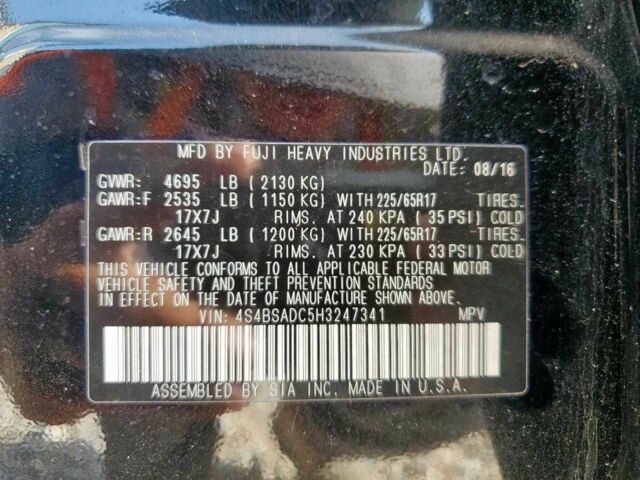 MFD BY FUJI HEAVY INDUSTRIES LTD.
DATE: 08/16
GVWR: 4695 LB ( 2130 KG)
GAWR:F 2535 LB ( 1150 KG) WITH 225/65R17 TIRES.
17X7J RIMS. AT 240 KPA ( 35 PSI) COLD
GAWR:R 2645 LB ( 1200 KG) WITH 225/65R17 TIRES.
17X7J RIMS. AT 230 KPA ( 33 PSI) COLD
THIS VEHICLE CONFORMS TO ALL APPLICABLE FEDERAL MOTOR
VEHICLE SAFETY AND THEFT PREVENTION STANDARDS
IN EFFECT ON THE DATE OF MANUFACTURE SHOWN ABOVE.
VIN: 4S4BSADC5H3247341 MPV
ASSEMBLED BY SIA INC. MADE IN U.S.A.